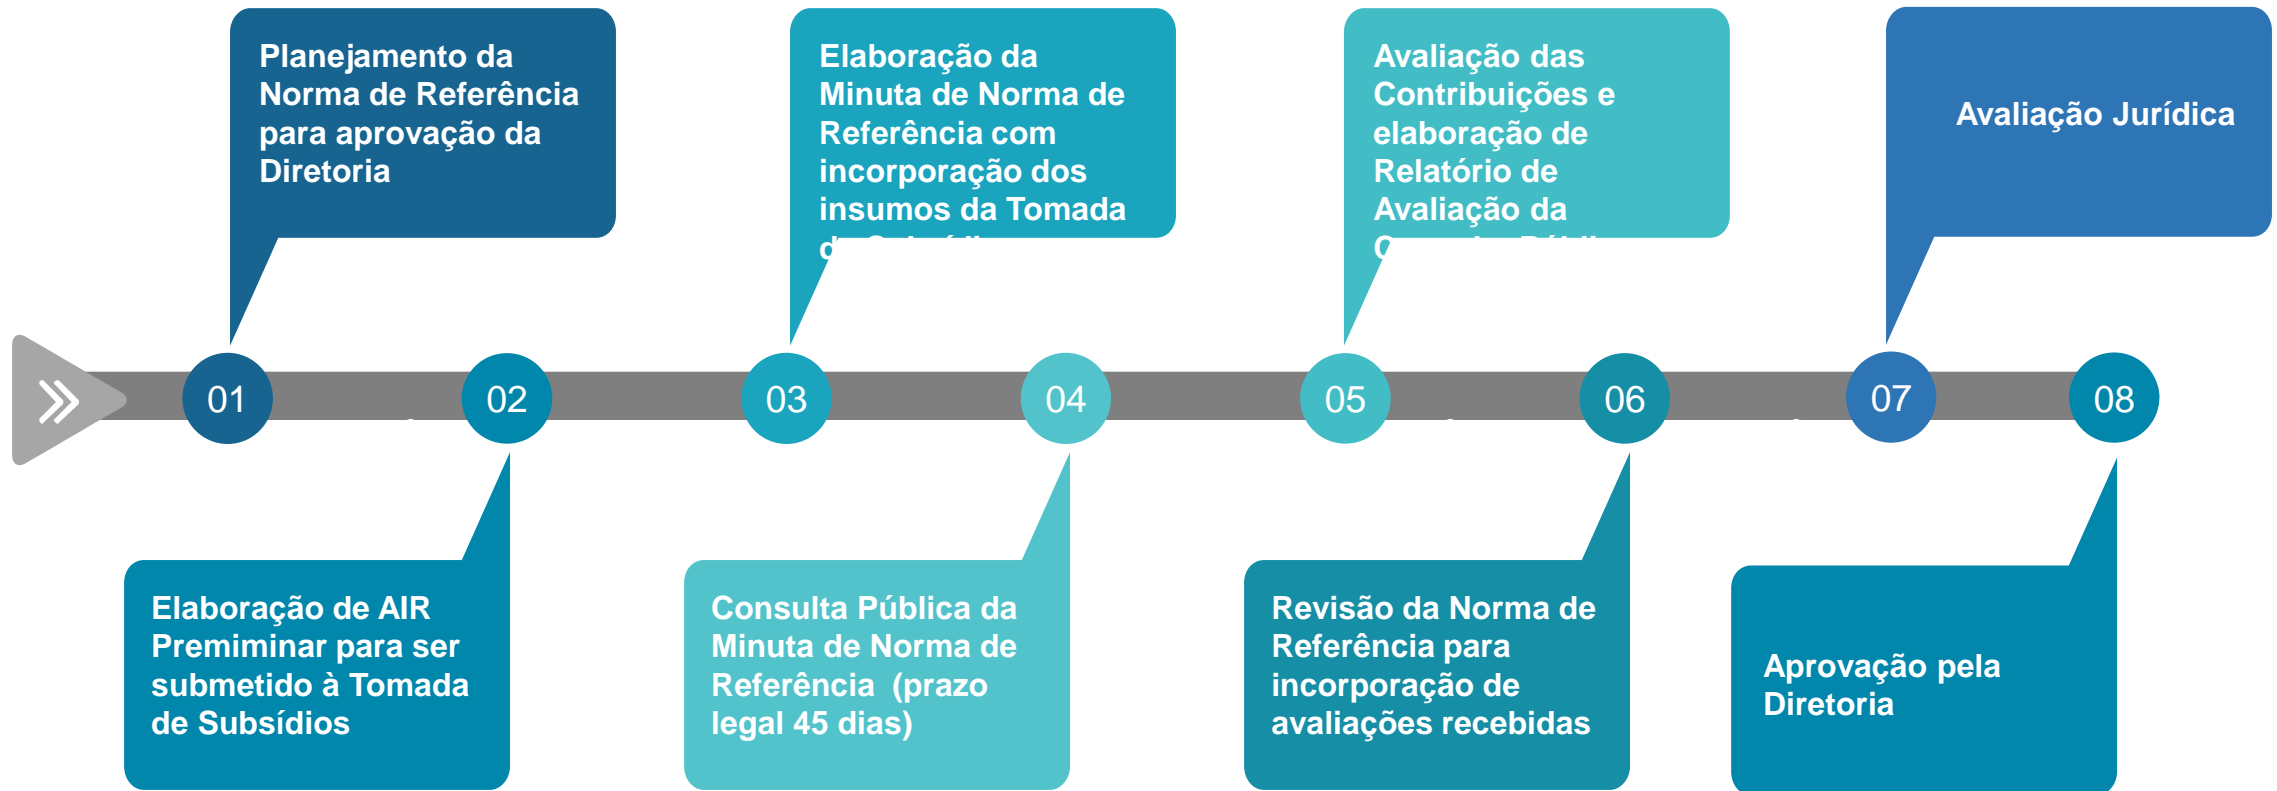 Planejamento da
Norma de Referência
para aprovação da
Diretoria
Elaboração da
Minuta de Norma de
Referência com
incorporação dos
insumos da Tomada
Avaliação das
Contribuições e
elaboração de
Relatório de
Avaliação da
Avaliação Jurídica
01
02
03
04
05
06
07
08
Elaboração de AIR
Premiminar para ser
submetido à Tomada
de Subsídios
Consulta Pública da
Minuta de Norma de
Referência (prazo
legal 45 dias)
Revisão da Norma de
Referência para
incorporação de
avaliações recebidas
Aprovação pela
Diretoria